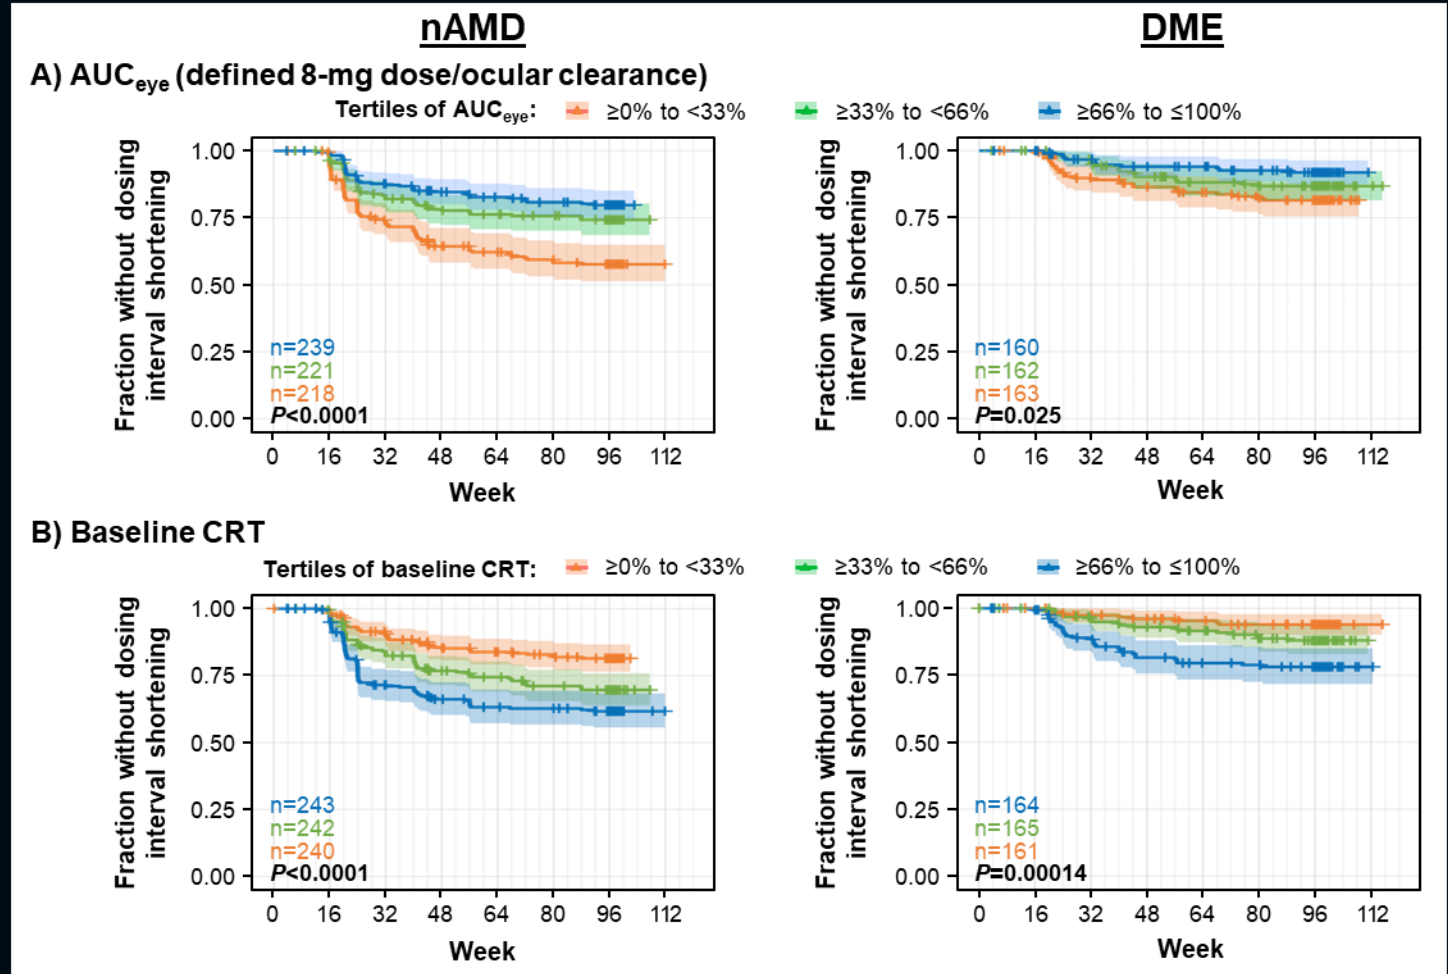 nAMD DME
A) AUCeye (defined 8-mg dose/ocular clearance)
Tertiles of AUCeye: ≥0% to <33% ≥33% to <66% ≥66% to ≤100%
Fraction without dosing
interval shortening
1.00
0.75
0.50
0.25
0.00
n=239
n=221
n=218
P<0.0001
0 16 32 48 64 80 96 112
Week
Fraction without dosing
interval shortening
1.00
0.75
0.50
0.25
0.00
n=160
n=162
n=163
P=0.025
0 16 32 48 64 80 96 112
Week
B) Baseline CRT
Tertiles of baseline CRT: ≥0% to <33% ≥33% to <66% ≥66% to ≤100%
Fraction without dosing
interval shortening
1.00
0.75
0.50
0.25
0.00
n=243
n=242
n=240
P<0.0001
0 16 32 48 64 80 96 112
Week
Fraction without dosing
interval shortening
1.00
0.75
0.50
0.25
0.00
n=164
n=165
n=161
P=0.00014
0 16 32 48 64 80 96 112
Week